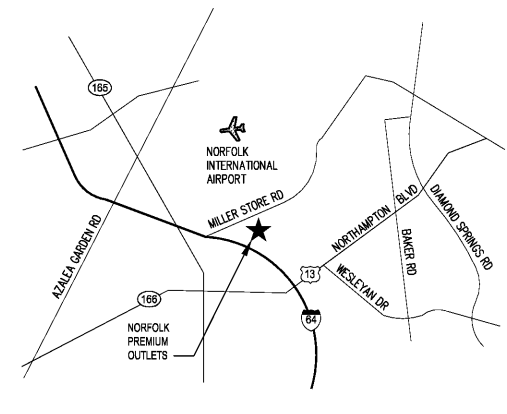 165
NORFOLK
INTERNATIONAL
AIRPORT
MILLER STORE RD
AZALEA GARDEN RD
NORTHAMPTON BLVD
DIAMOND SPRINGS RD
BAKER RD
WESLEYAN DR
13
166
64
NORFOLK
PREMIUM
OUTLETS